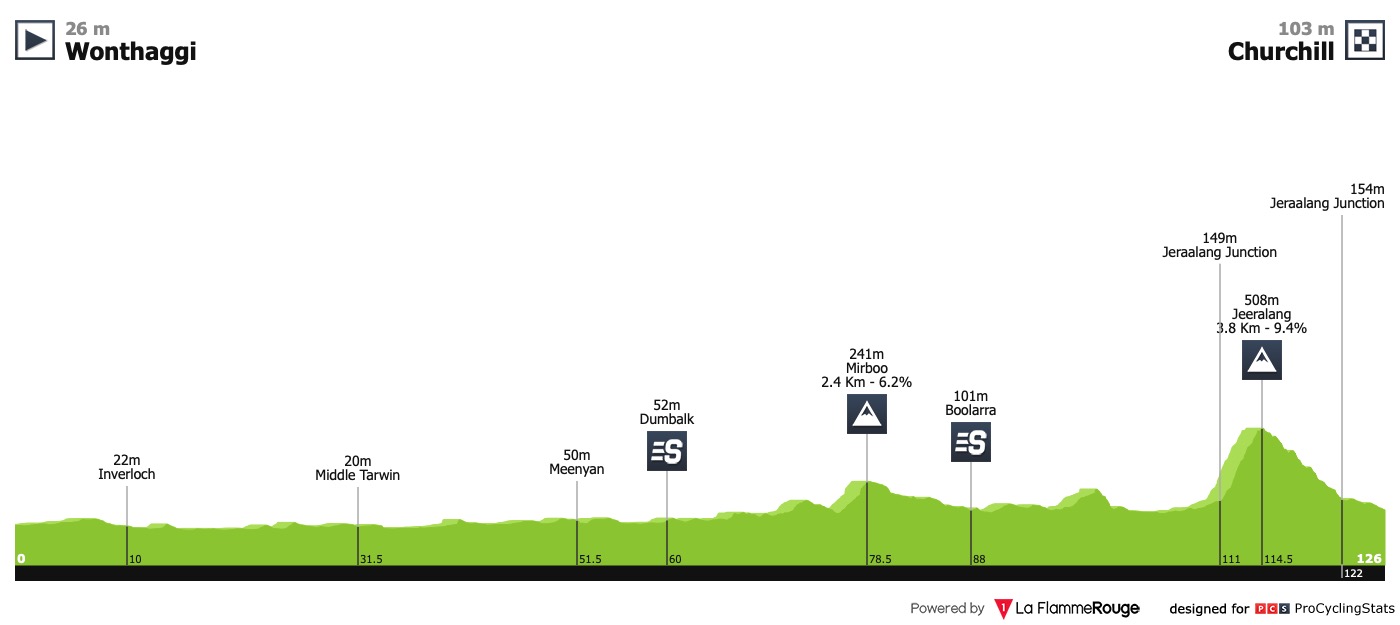 26 m
Wonthaggi
103 m
Churchill
154m
Jeraalang Junction
149m
Jeraalang Junction
508m
Jeeralang
3.8 Km - 9.4%
241m
Mirboo
2.4 Km - 6.2%
101m
Boolarra
S
52m
Dumbalk
S
50m
Meenyan
22m
Inverloch
20m
Middle Tarwin
0
10
31.5
51.5
60
78.5
88
111
114.5
126
122
Powered by 1 La FlammeRouge designed for PCS ProCyclingStats